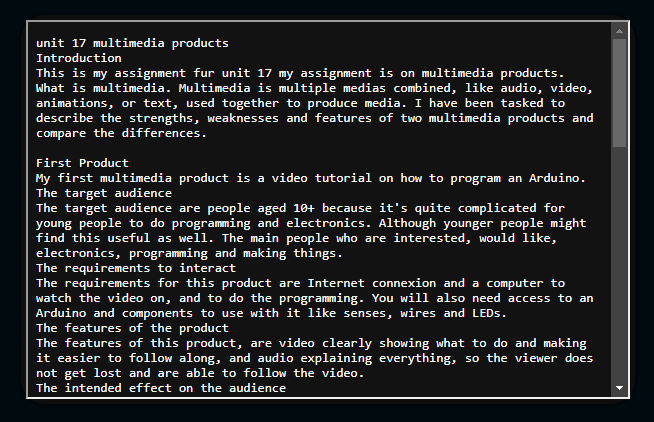 unit 17 multimedia products
Introduction
This is my assignment fur unit 17 my assignment is on multimedia products.
What is multimedia. Multimedia is multiple medias combined, like audio, video,
animations, or text, used together to produce media. I have been tasked to
describe the strengths, weaknesses and features of two multimedia products and
compare the differences.

First Product
My first multimedia product is a video tutorial on how to program an Arduino.
The target audience
The target audience are people aged 10+ because it's quite complicated for
young people to do programming and electronics. Although younger people might
find this useful as well. The main people who are interested, would like,
electronics, programming and making things.
The requirements to interact
The requirements for this product are Internet connexion and a computer to
watch the video on, and to do the programming. You will also need access to an
Arduino and components to use with it like senses, wires and LEDs.
The features of the product
The features of this product, are video clearly showing what to do and making
it easier to follow along, and audio explaining everything, so the viewer does
not get lost and are able to follow the video.
The intended effect on the audience